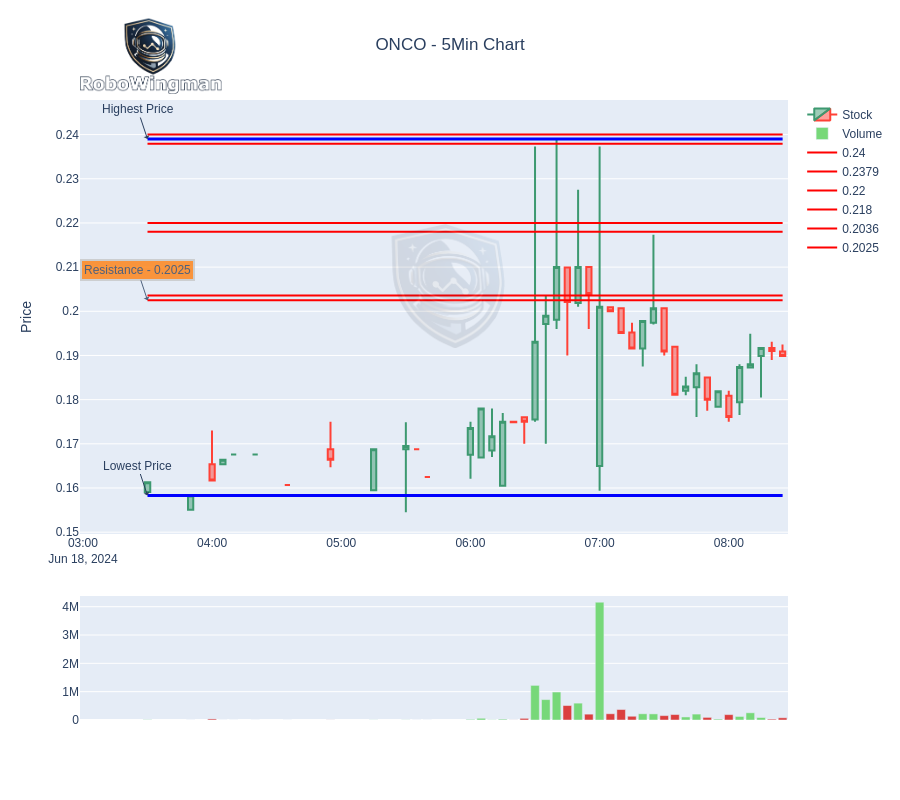 RoboWingman
ONCO - 5Min Chart
Highest Price
Resistance - 0.2025
Lowest Price
Price
0.24
0.23
0.22
0.21
0.2
0.19
0.18
0.17
0.16
0.15
03:00 04:00 05:00 06:00 07:00 08:00
Jun 18, 2024
4M
3M
2M
1M
0
Stock
Volume
0.24
0.2379
0.22
0.218
0.2036
0.2025